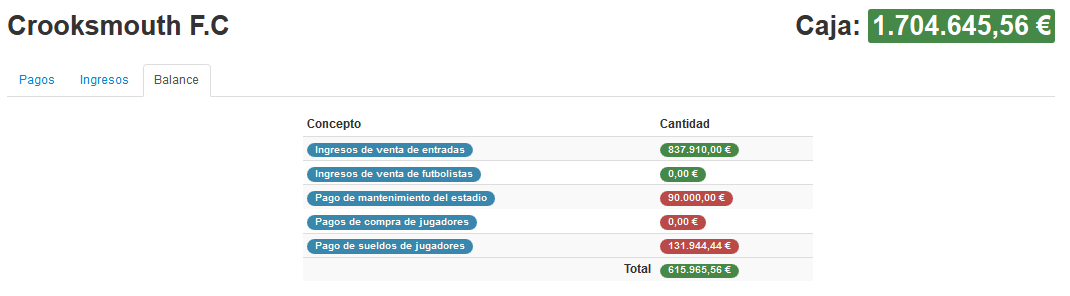 Crooksmouth F.C
Caja: 1.704.645,56 €
Pagos Ingresos Balance
Concepto Cantidad
Ingresos de venta de entradas 837.910,00 €
Ingresos de venta de futbolistas 0,00 €
Pago de mantenimiento del estadio 90.000,00 €
Pagos de compra de jugadores 0,00 €
Pago de sueldos de jugadores 131.944,44 €
Total 615.965,56 €